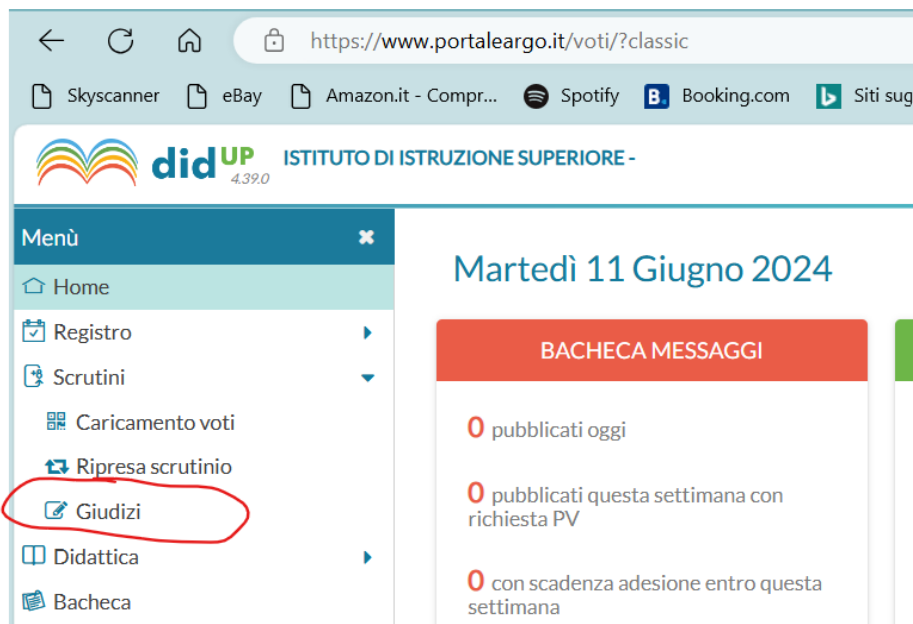 https://www.portaleargo.it/voti/?classic
Skyscanner eBay Amazon.it - Compr... Spotify B. Booking.com Siti sug
didUP 4.39.0 ISTITUTO DI ISTRUZIONE SUPERIORE -
Menù
Home
Registro
Scrutini
Caricamento voti
Ripresa scrutinio
Giudizi
Didattica
Bacheca
Martedì 11 Giugno 2024
BACHECA MESSAGGI
0 pubblicati oggi
0 pubblicati questa settimana con
richiesta PV
0 con scadenza adesione entro questa
settimana